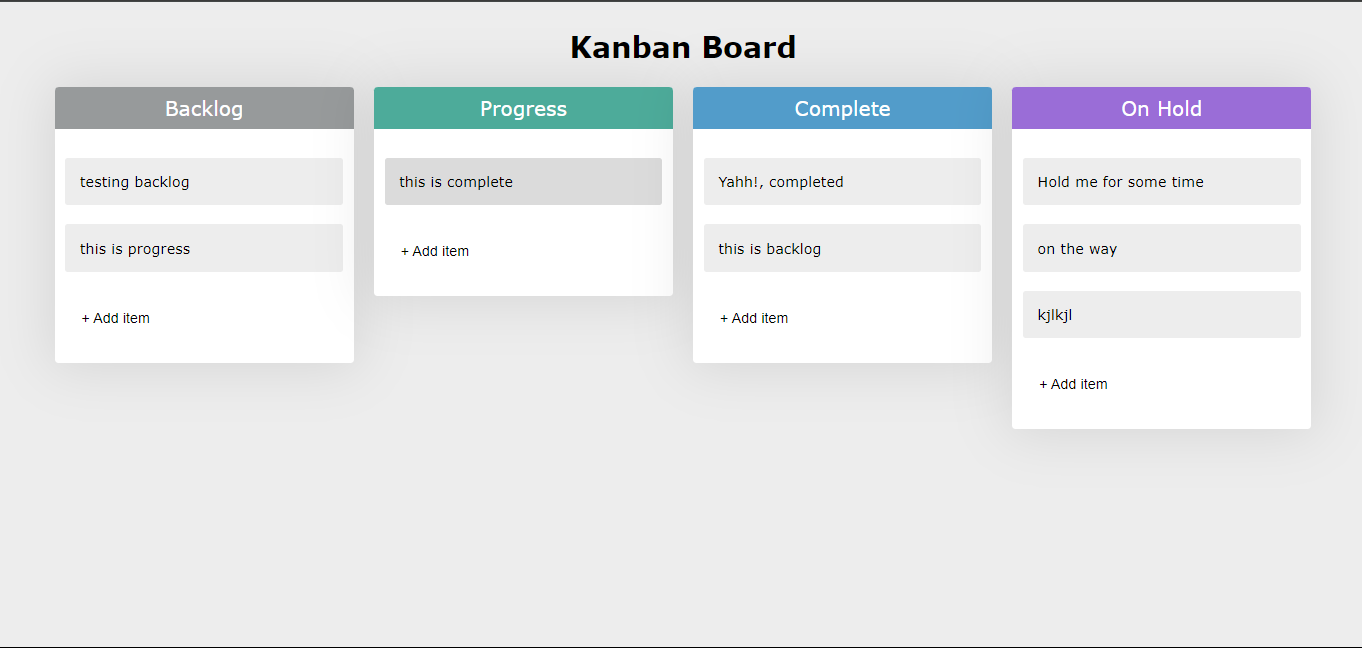 Kanban Board
Backlog
testing backlog
this is progress
+ Add item
Progress
this is complete
+ Add item
Complete
Yahh!, completed
this is backlog
+ Add item
On Hold
Hold me for some time
on the way
kjlkjl
+ Add item